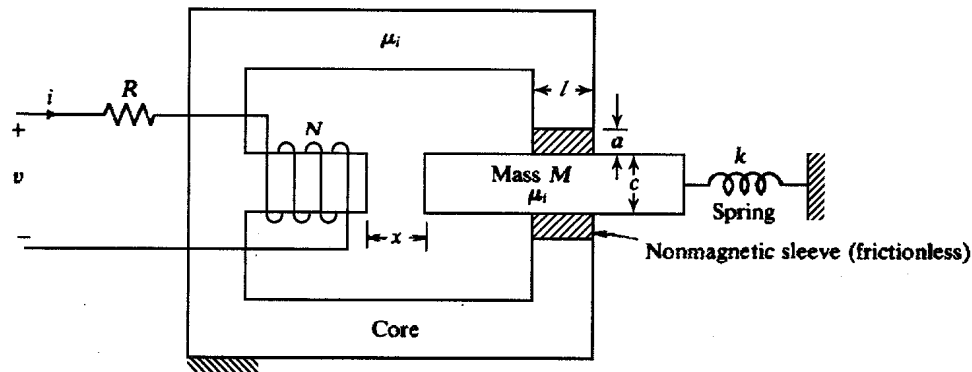 μᵢ
l
i
R
+
N
a
Mass M
c
k
v
μᵢ
Spring
−
x
Nonmagnetic sleeve (frictionless)
Core